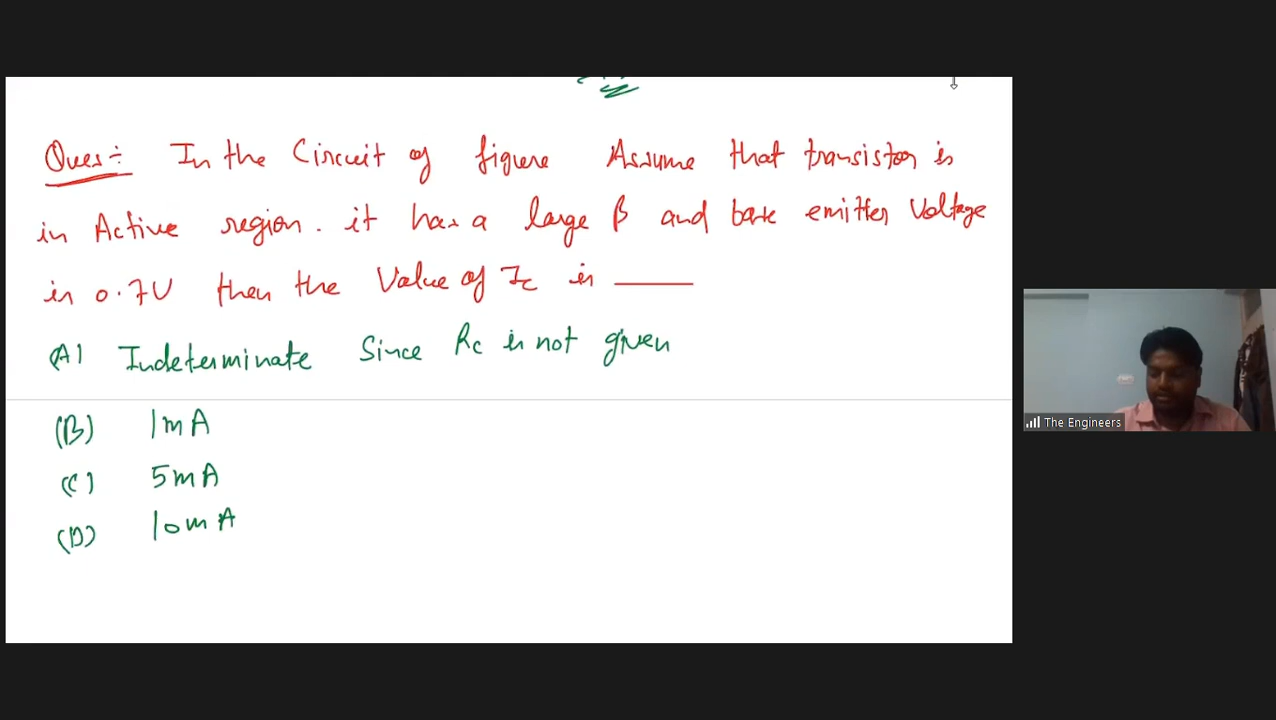 Ques:- In the Circuit of figure Assume that transistor is
in Active region. it has a large β and base emitter Voltage
is 0.7V then the Value of Ic is ____
(A) Indeterminate Since Rc is not given
(B) 1mA
(C) 5mA
(D) 10mA
The Engineers